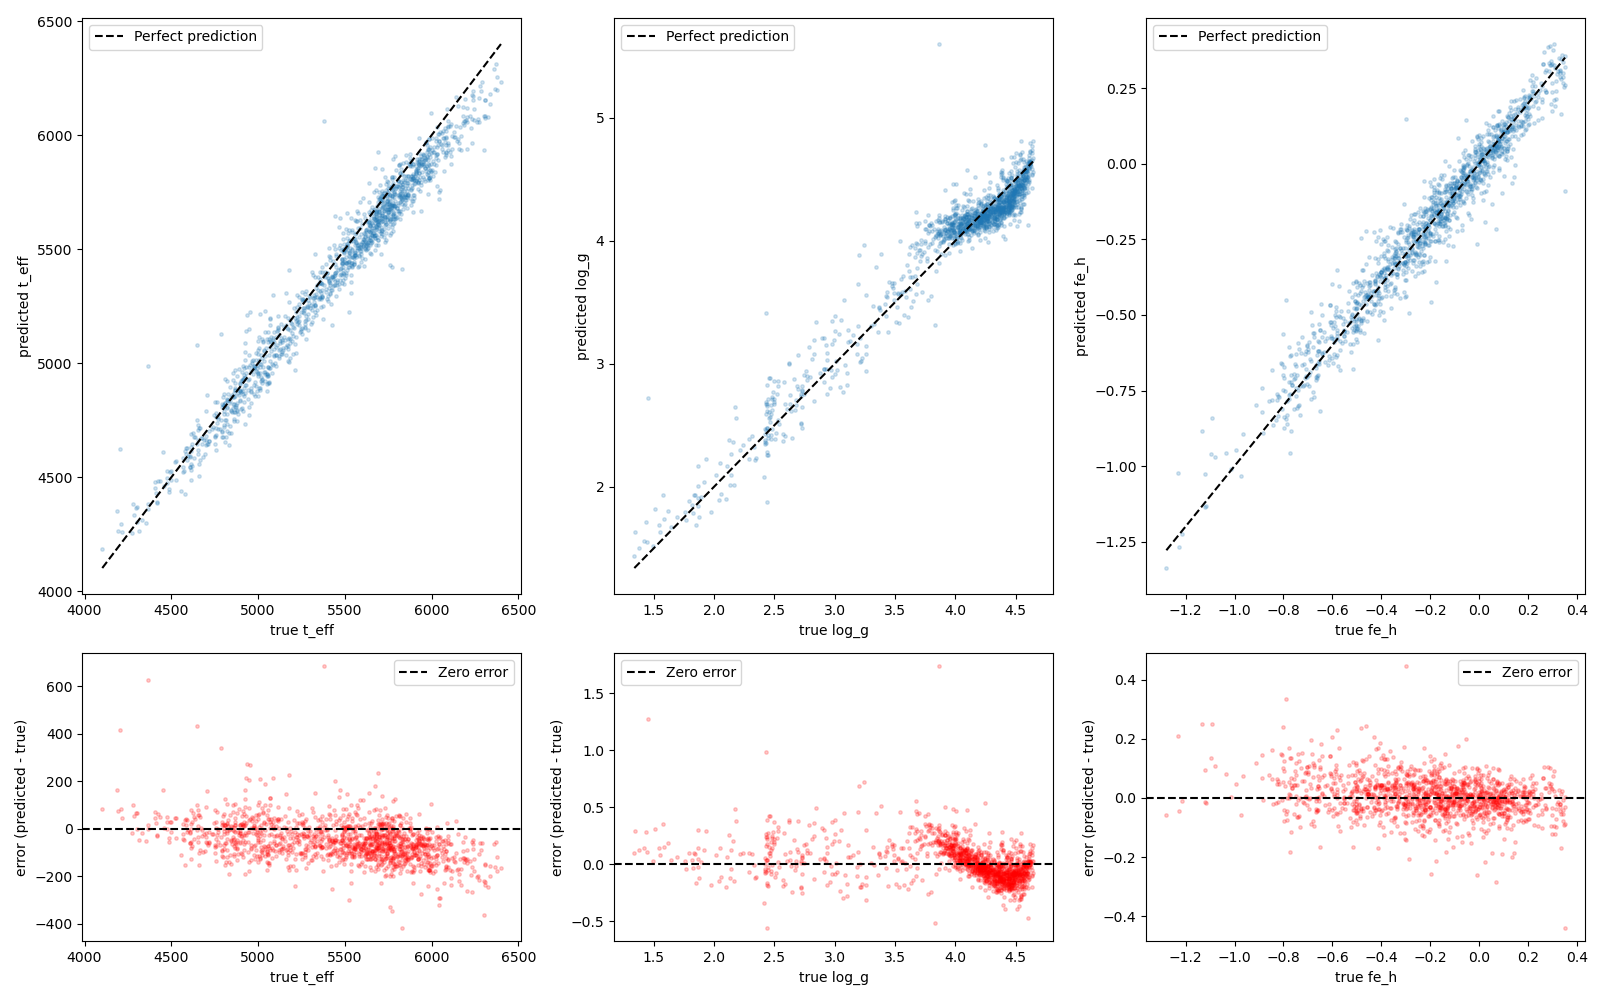 Perfect prediction
predicted t_eff
6500
6000
5500
5000
4500
4000
4000 4500 5000 5500 6000 6500
true t_eff
Perfect prediction
predicted log_g
5
4
3
2
1.5 2.0 2.5 3.0 3.5 4.0 4.5
true log_g
Perfect prediction
predicted fe_h
0.25
0.00
−0.25
−0.50
−0.75
−1.00
−1.25
−1.2 −1.0 −0.8 −0.6 −0.4 −0.2 0.0 0.2 0.4
true fe_h
Zero error
error (predicted - true)
600
400
200
0
−200
−400
4000 4500 5000 5500 6000 6500
true t_eff
Zero error
error (predicted - true)
1.5
1.0
0.5
0.0
−0.5
1.5 2.0 2.5 3.0 3.5 4.0 4.5
true log_g
Zero error
error (predicted - true)
0.4
0.2
0.0
−0.2
−0.4
−1.2 −1.0 −0.8 −0.6 −0.4 −0.2 0.0 0.2 0.4
true fe_h